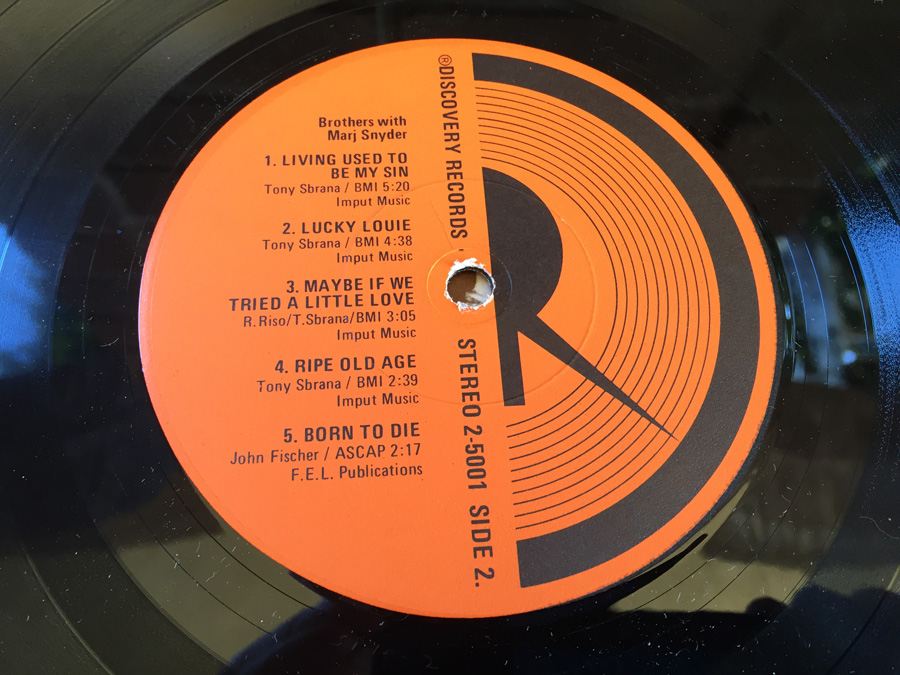 Brothers with
Marj Snyder
1. LIVING USED TO
BE MY SIN
Tony Sbrana / BMI 5:20
Imput Music
2. LUCKY LOUIE
Tony Sbrana / BMI 4:38
Imput Music
3. MAYBE IF WE
TRIED A LITTLE LOVE
R.Riso/T.Sbrana/BMI 3:05
Imput Music
4. RIPE OLD AGE
Tony Sbrana / BMI 2:39
Imput Music
5. BORN TO DIE
John Fischer / ASCAP 2:17
F.E.L. Publications
®DISCOVERY RECORDS
STEREO 2-5001 SIDE 2.